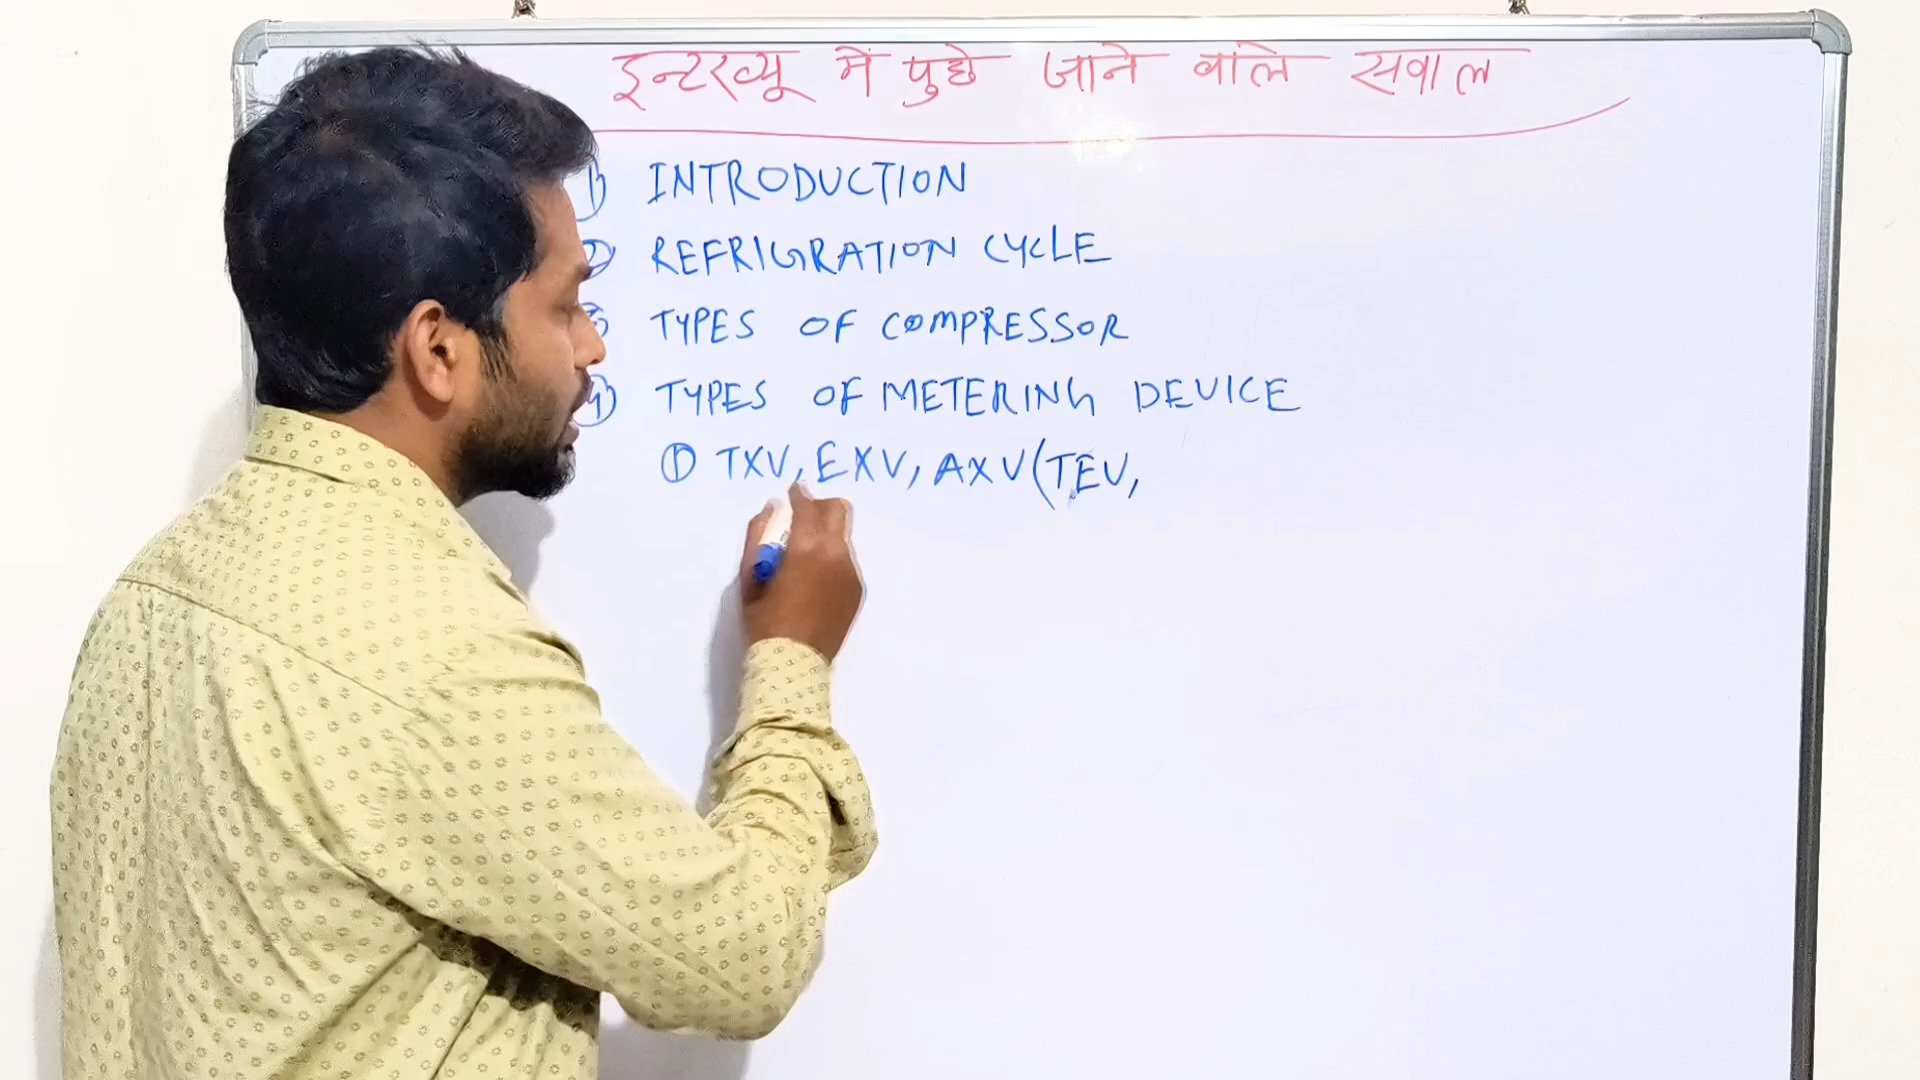 इन्टरव्यू में पुछे जाने वाले सवाल
① INTRODUCTION
② REFRIGRATION CYCLE
③ TYPES OF COMPRESSOR
④ TYPES OF METERING DEVICE
① TXV, EXV, AXV (TEV,